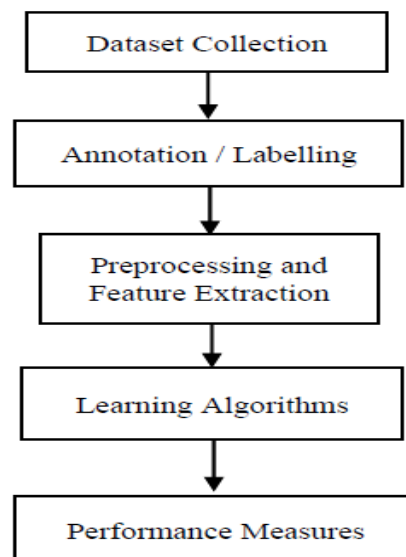 Dataset Collection
Annotation / Labelling
Preprocessing and
Feature Extraction
Learning Algorithms
Performance Measures